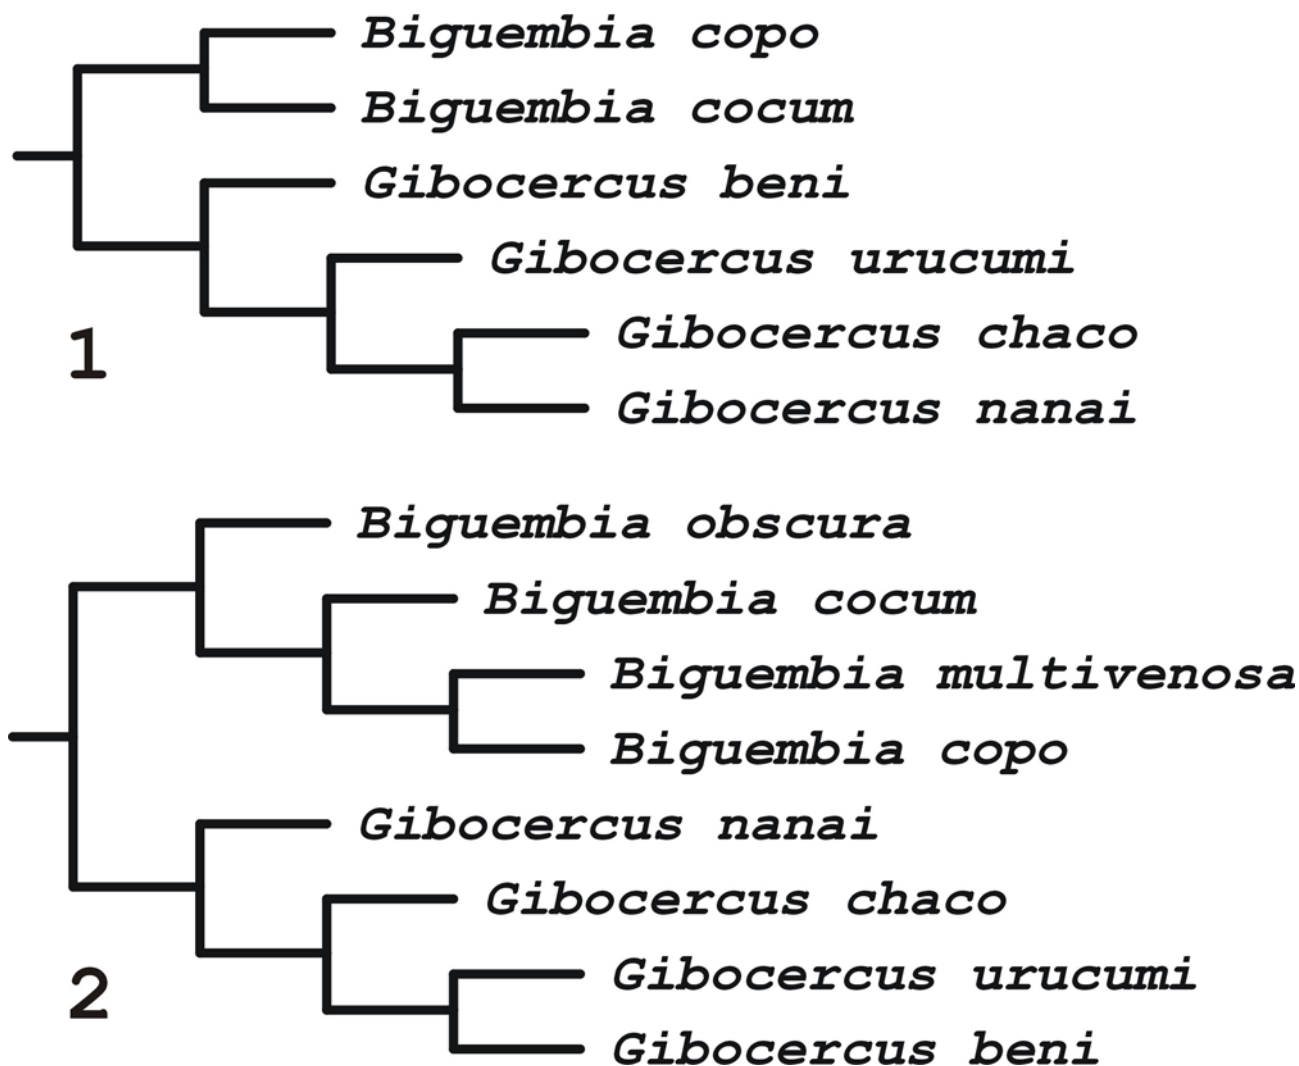 Biguembia copo
Biguembia cocum
Gibocercus beni
Gibocercus urucumi
Gibocercus chaco
1
Gibocercus nanai
Biguembia obscura
Biguembia cocum
Biguembia multivenosa
Biguembia copo
Gibocercus nanai
Gibocercus chaco
Gibocercus urucumi
2
Gibocercus beni